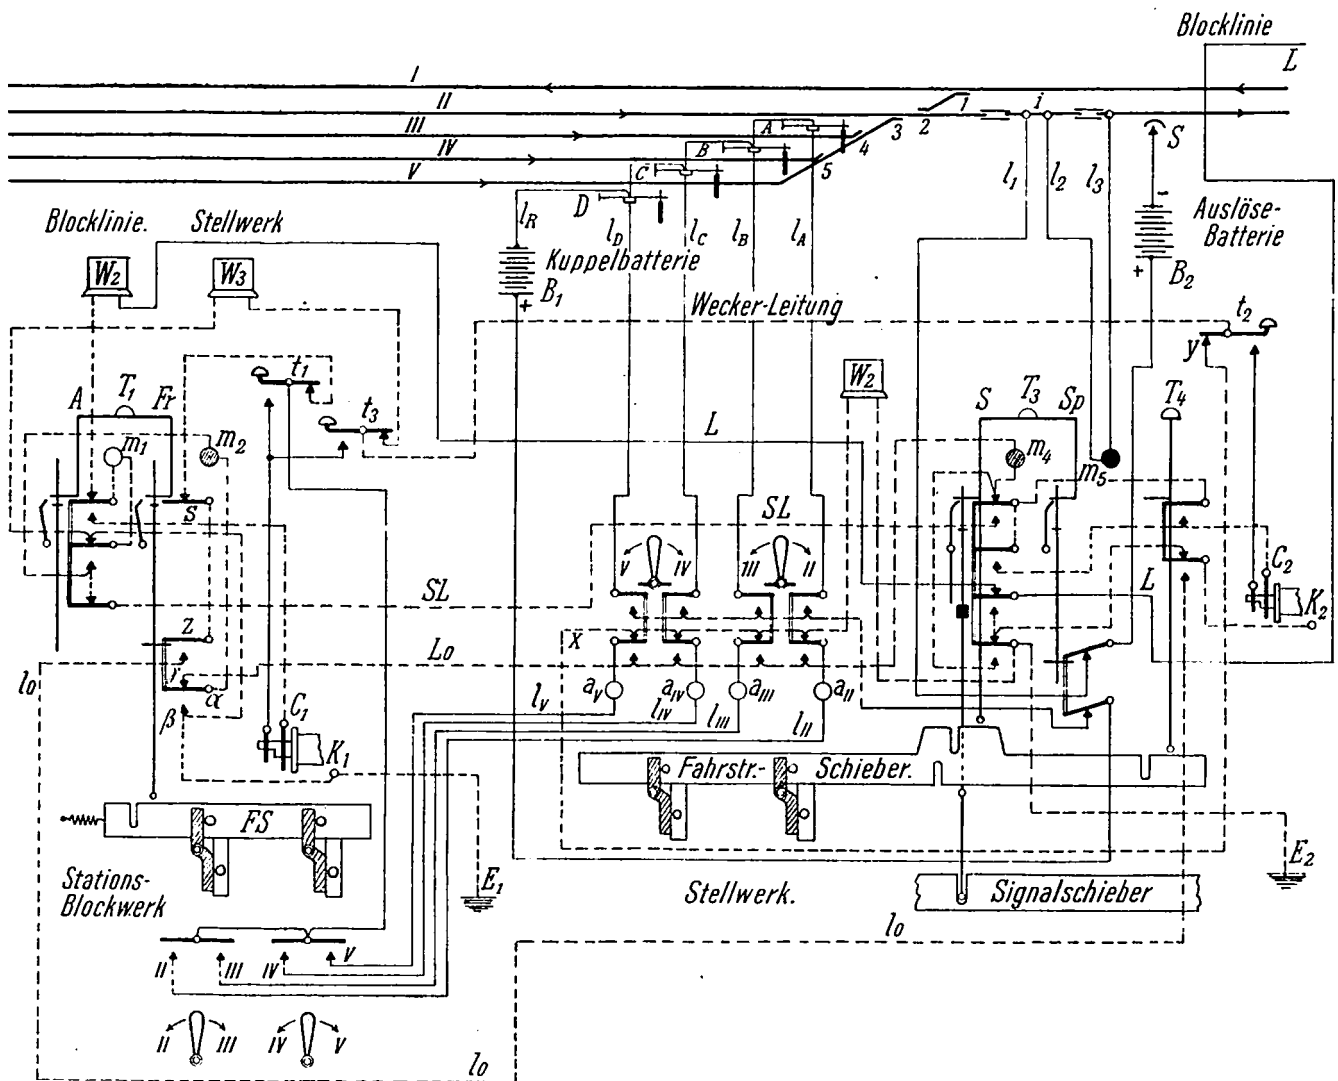 Blocklinie
L
I
II
III
IV
V
A
B
C
D
1
2
3
4
5
i
S
l1
l2
l3
lR
lD
lC
lB
lA
Blocklinie. Stellwerk
Kuppelbatterie
B1
+
-
Auslöse-
Batterie
+
B2
W2
W3
Wecker-Leitung
t2
y
t1
t3
W2
A
T1
Fr
m1
m2
L
S
T3
Sp
T4
m4
m5
s
SL
SL
V
IV
III
II
C2
K2
L
x
z
Lo
lo
r
α
β
C1
K1
lV
aV
lIV
aIV
lIII
aIII
lII
aII
Fahrstr.-Schieber.
FS
E1
E2
Stations-
Blockwerk
Stellwerk.
Signalschieber
lo
II
III
IV
V
II
III
IV
V
lo